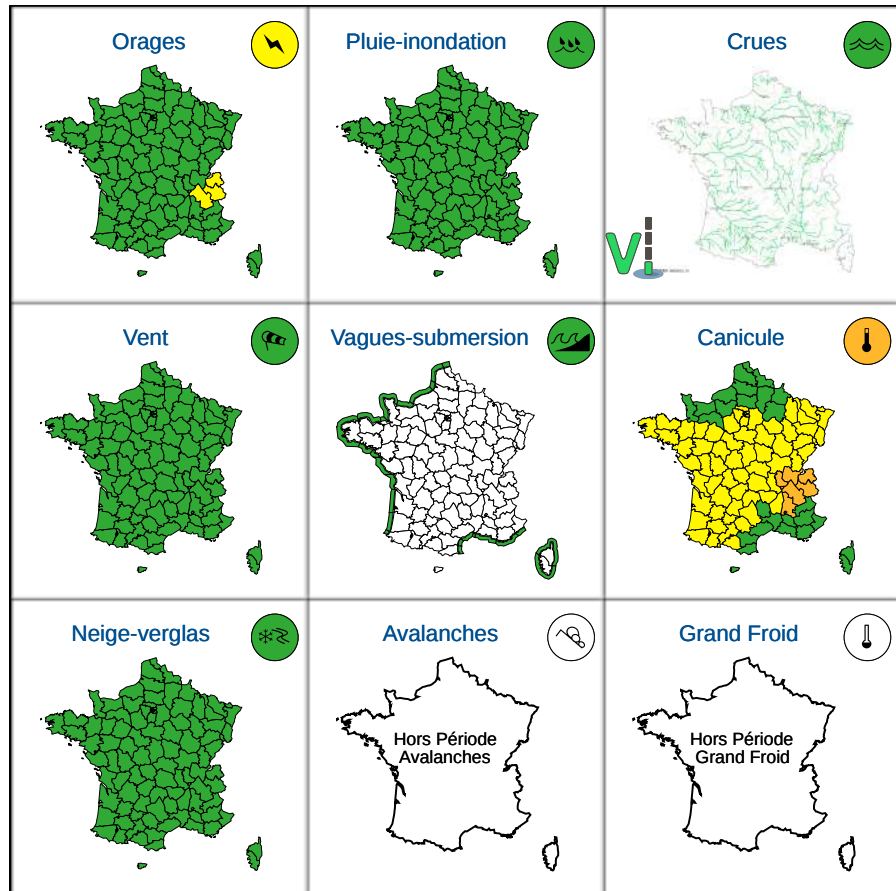 Orages
Pluie-inondation
Crues
Vent
Vagues-submersion
Canicule
Neige-verglas
Avalanches
Hors Période
Avalanches
Grand Froid
Hors Période
Grand Froid